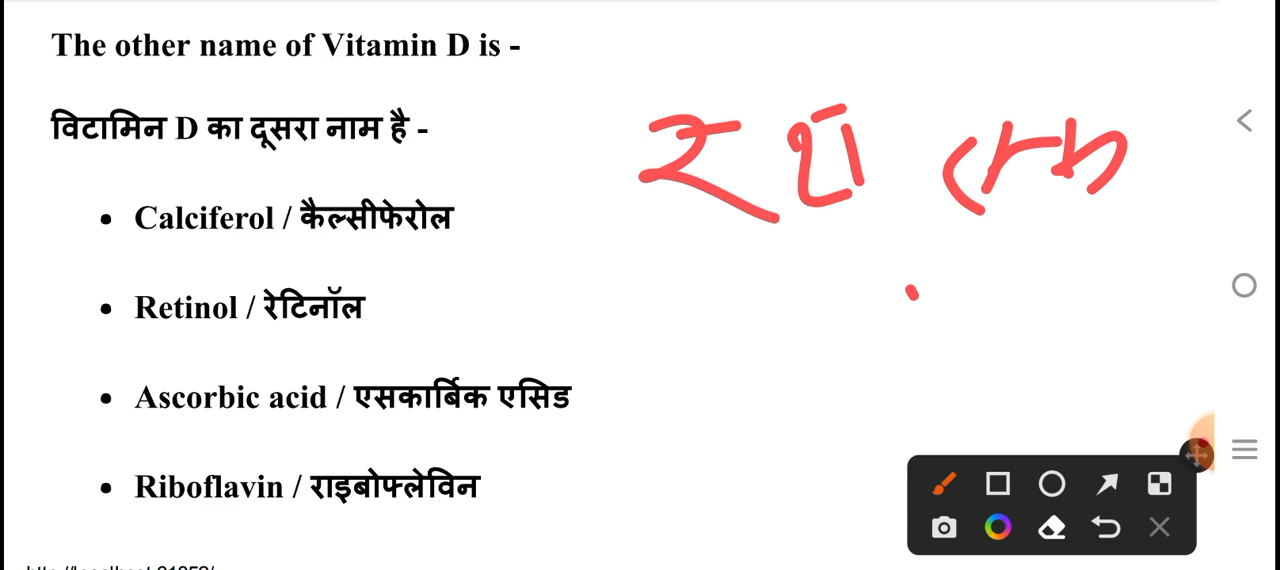 The other name of Vitamin D is -
विटामिन D का दूसरा नाम है -
• Calciferol / कैल्सीफेरोल
• Retinol / रेटिनॉल
• Ascorbic acid / एसकार्बिक एसिड
• Riboflavin / राइबोफ्लेविन